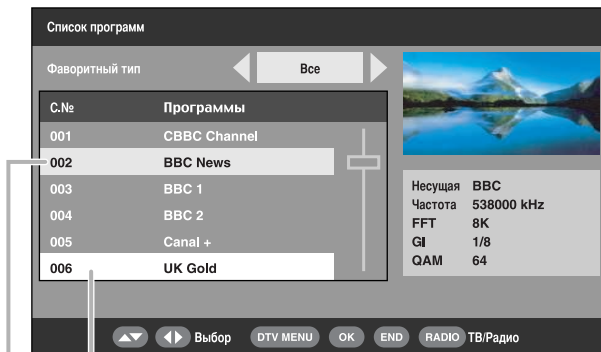 Список программ
Фаворитный тип Все
С.№ Программы
001 CBBC Channel
002 BBC News
003 BBC 1
004 BBC 2
005 Canal +
006 UK Gold
Несущая BBC
Частота 538000 kHz
FFT 8K
GI 1/8
QAM 64
Выбор DTV MENU OK END RADIO ТВ/Радио